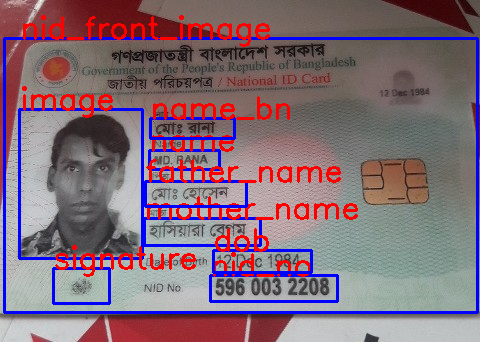 nid_front_image
গণপ্রজাতন্ত্রী বাংলাদেশ সরকার
Government of the People's Republic of Bangladesh
জাতীয় পরিচয়পত্র / National ID Card
12 Dec 1984
image
name_bn
মোঃ রানা
name
MD. RANA
father_name
মোঃ হোসেন
mother_name
হাসিয়ারা বেগম
dob
signature
12 Dec 1984
nid_no
NID No.
596 003 2208